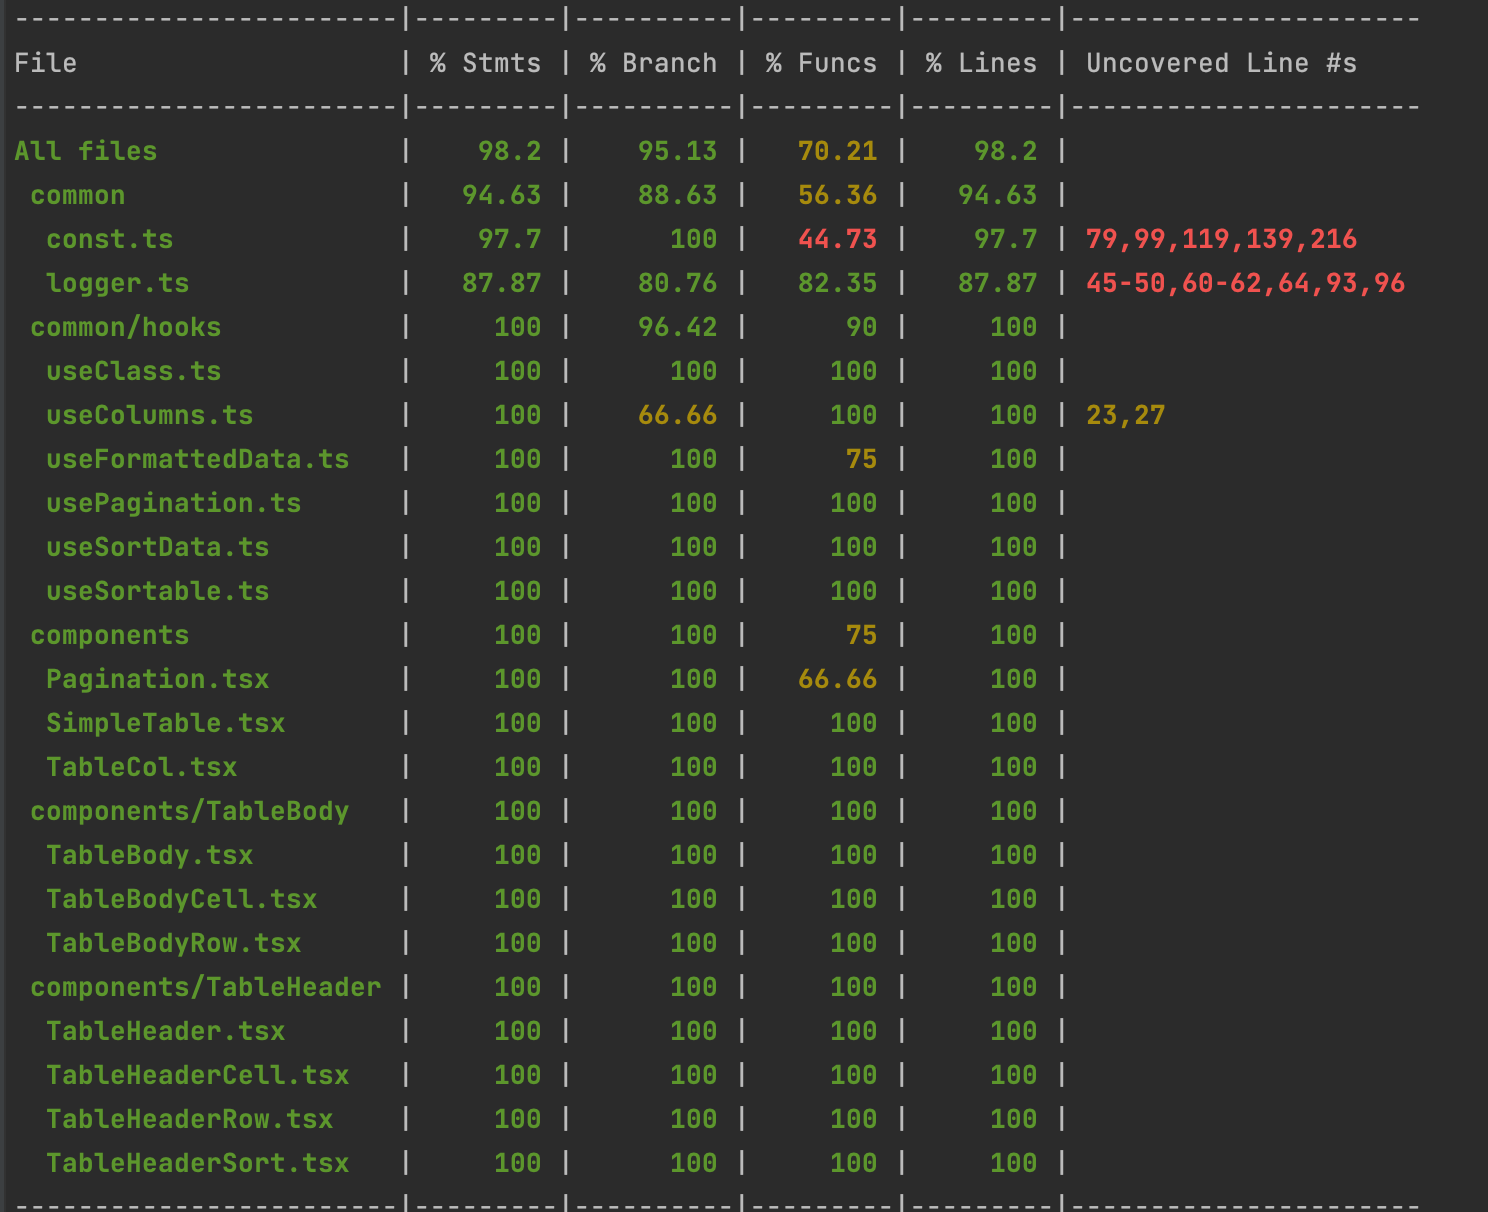 ------------------------|---------|----------|---------|---------|----------------------
File                    | % Stmts | % Branch | % Funcs | % Lines | Uncovered Line #s
------------------------|---------|----------|---------|---------|----------------------
All files               |    98.2 |    95.13 |   70.21 |    98.2 |
 common                 |   94.63 |    88.63 |   56.36 |   94.63 |
  const.ts              |    97.7 |      100 |   44.73 |    97.7 | 79,99,119,139,216
  logger.ts             |   87.87 |    80.76 |   82.35 |   87.87 | 45-50,60-62,64,93,96
 common/hooks           |     100 |    96.42 |      90 |     100 |
  useClass.ts           |     100 |      100 |     100 |     100 |
  useColumns.ts         |     100 |    66.66 |     100 |     100 | 23,27
  useFormattedData.ts   |     100 |      100 |      75 |     100 |
  usePagination.ts      |     100 |      100 |     100 |     100 |
  useSortData.ts        |     100 |      100 |     100 |     100 |
  useSortable.ts        |     100 |      100 |     100 |     100 |
 components             |     100 |      100 |      75 |     100 |
  Pagination.tsx        |     100 |      100 |   66.66 |     100 |
  SimpleTable.tsx       |     100 |      100 |     100 |     100 |
  TableCol.tsx          |     100 |      100 |     100 |     100 |
 components/TableBody   |     100 |      100 |     100 |     100 |
  TableBody.tsx         |     100 |      100 |     100 |     100 |
  TableBodyCell.tsx     |     100 |      100 |     100 |     100 |
  TableBodyRow.tsx      |     100 |      100 |     100 |     100 |
 components/TableHeader |     100 |      100 |     100 |     100 |
  TableHeader.tsx       |     100 |      100 |     100 |     100 |
  TableHeaderCell.tsx   |     100 |      100 |     100 |     100 |
  TableHeaderRow.tsx    |     100 |      100 |     100 |     100 |
  TableHeaderSort.tsx   |     100 |      100 |     100 |     100 |
------------------------|---------|----------|---------|---------|----------------------